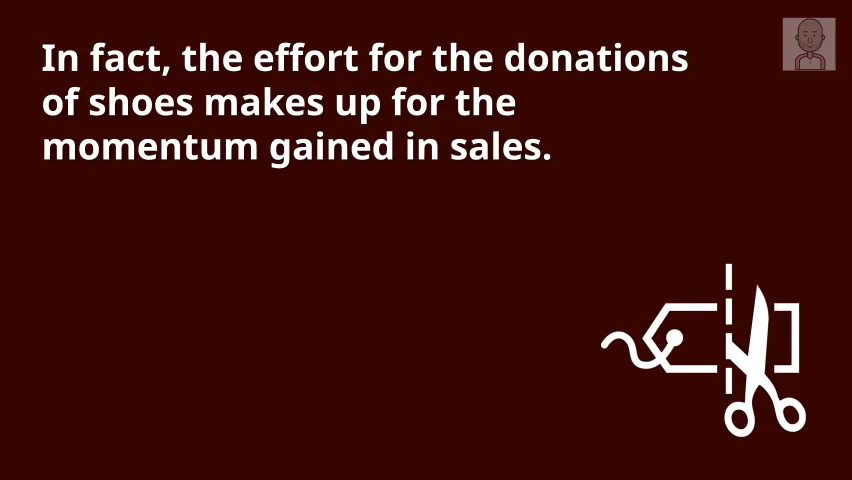 In fact, the effort for the donations
of shoes makes up for the
momentum gained in sales.